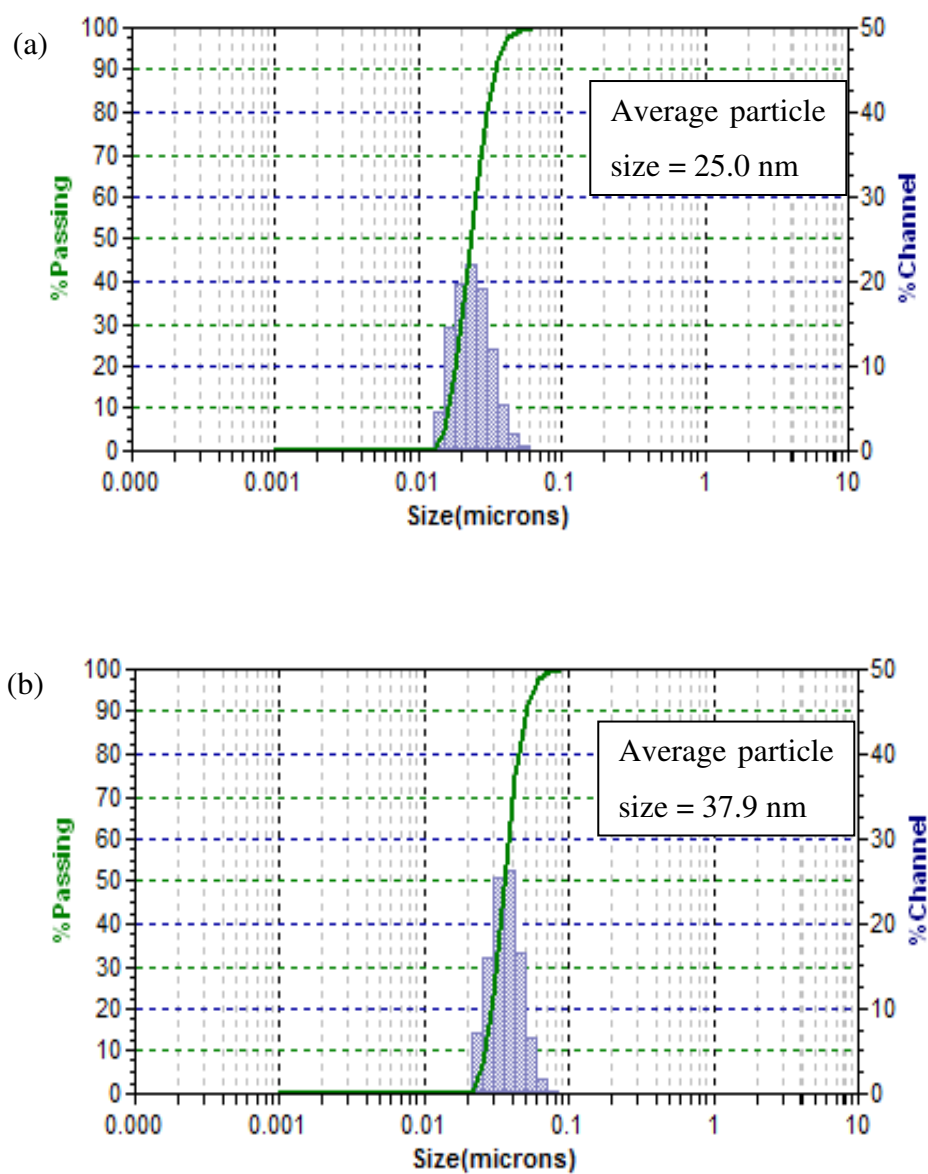 (a)
Average particle
size = 25.0 nm
%Passing
100
90
80
70
60
50
40
30
20
10
0
%Channel
50
40
30
20
10
0
0.000 0.001 0.01 0.1 1 10
Size(microns)
(b)
Average particle
size = 37.9 nm
%Passing
100
90
80
70
60
50
40
30
20
10
0
%Channel
50
40
30
20
10
0
0.000 0.001 0.01 0.1 1 10
Size(microns)